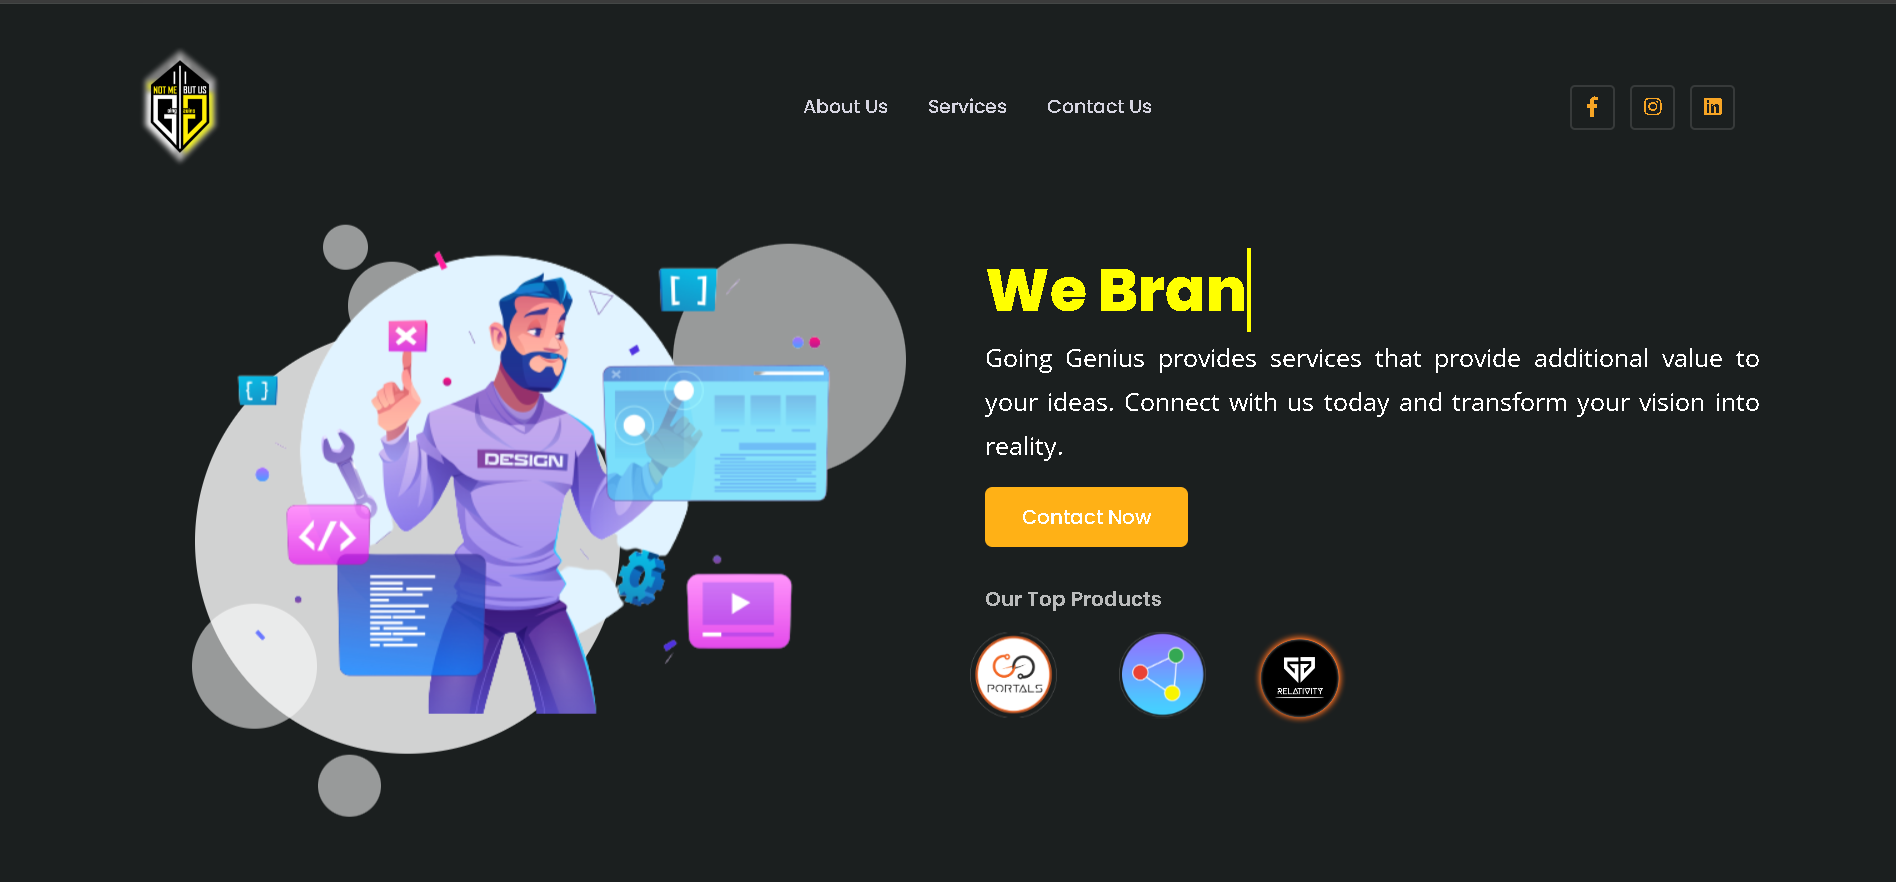 NOT ME BUT US
About Us
Services
Contact Us
We Bran
Going Genius provides services that provide additional value to
your ideas. Connect with us today and transform your vision into
reality.
[ ]
{ }
DESIGN
</>
Contact Now
Our Top Products
PORTALS
RELATIVITY